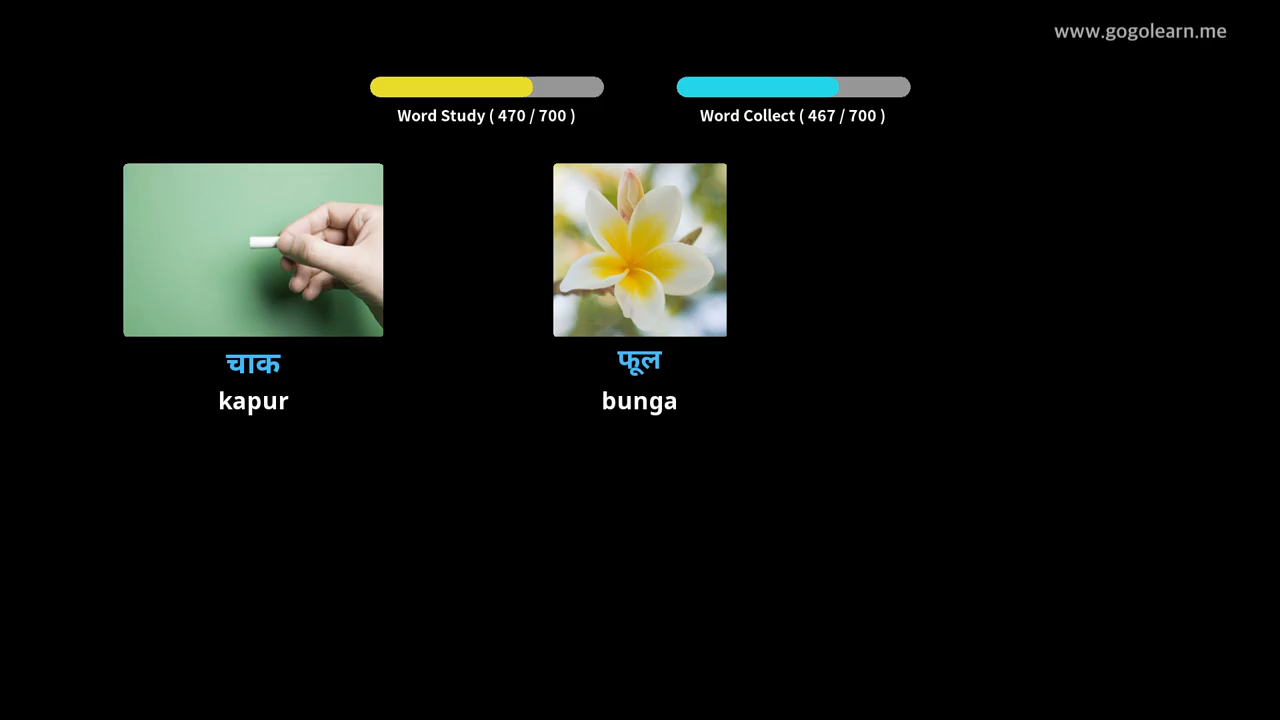 www.gogolearn.me
Word Study ( 470 / 700 )
Word Collect ( 467 / 700 )
चाक
kapur
फूल
bunga